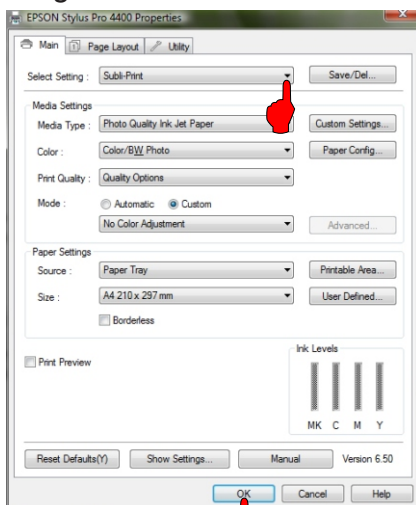 EPSON Stylus Pro 4400 Properties
Main Page Layout Utility
Select Setting : Subli-Print Save/Del...
Media Settings
Media Type : Photo Quality Ink Jet Paper Custom Settings...
Color : Color/BW Photo Paper Config...
Print Quality : Quality Options
Mode : Automatic Custom
No Color Adjustment Advanced...
Paper Settings
Source : Paper Tray Printable Area...
Size : A4 210 x 297 mm User Defined...
Borderless
Print Preview
Ink Levels
MK C M Y
Reset Defaults(Y) Show Settings... Manual Version 6.50
OK Cancel Help